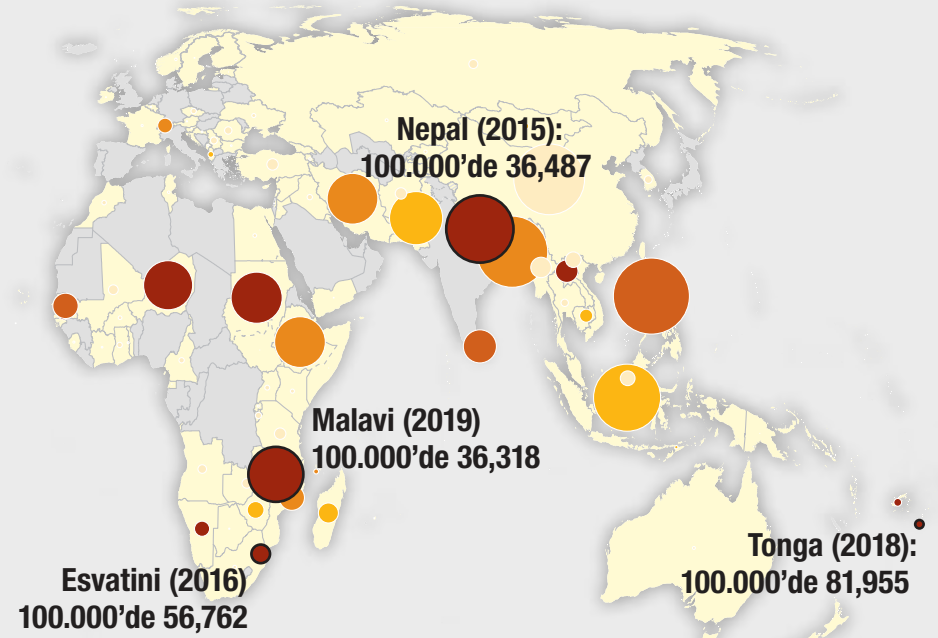 Nepal (2015):
100.000’de 36,487
Malavi (2019)
100.000’de 36,318
Tonga (2018):
100.000’de 81,955
Esvatini (2016)
100.000’de 56,762